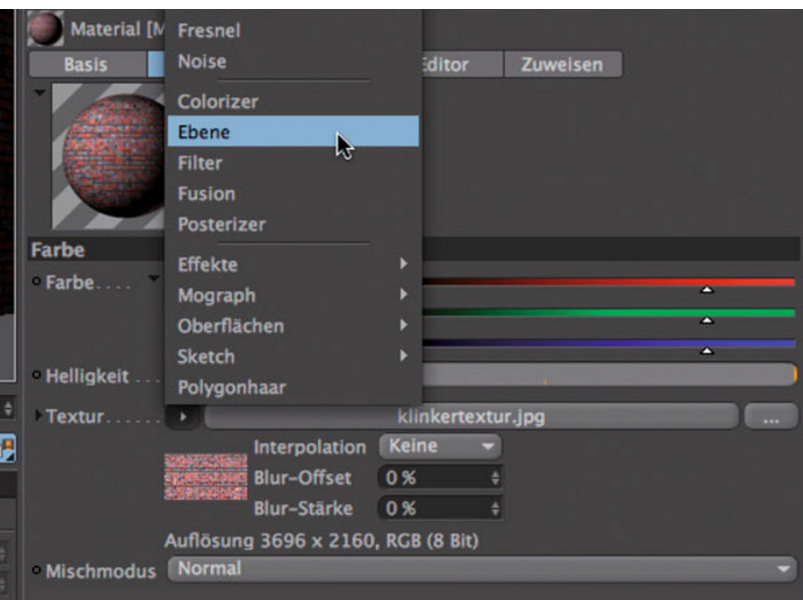 Material [M
Fresnel
Basis
Noise
Editor
Zuweisen
Colorizer
Ebene
Filter
Fusion
Posterizer
Farbe
Effekte
Farbe....
Mograph
Oberflächen
Sketch
Helligkeit ...
Polygonhaar
Textur......
klinkertextur.jpg
...
Interpolation Keine
Blur-Offset 0 %
Blur-Stärke 0 %
Auflösung 3696 x 2160, RGB (8 Bit)
Mischmodus Normal